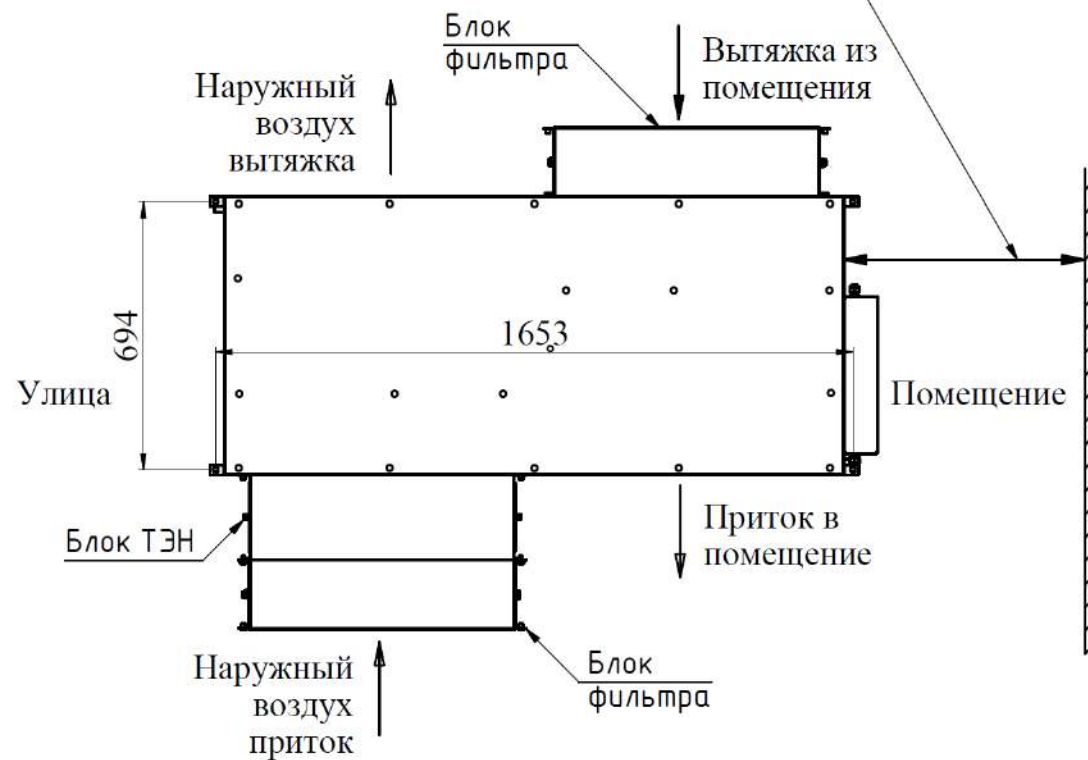 Блок
фильтра
Вытяжка из
помещения
Наружный
воздух
вытяжка
694
1653
Улица
Помещение
Блок ТЭН
Приток в
помещение
Наружный
воздух
приток
Блок
фильтра